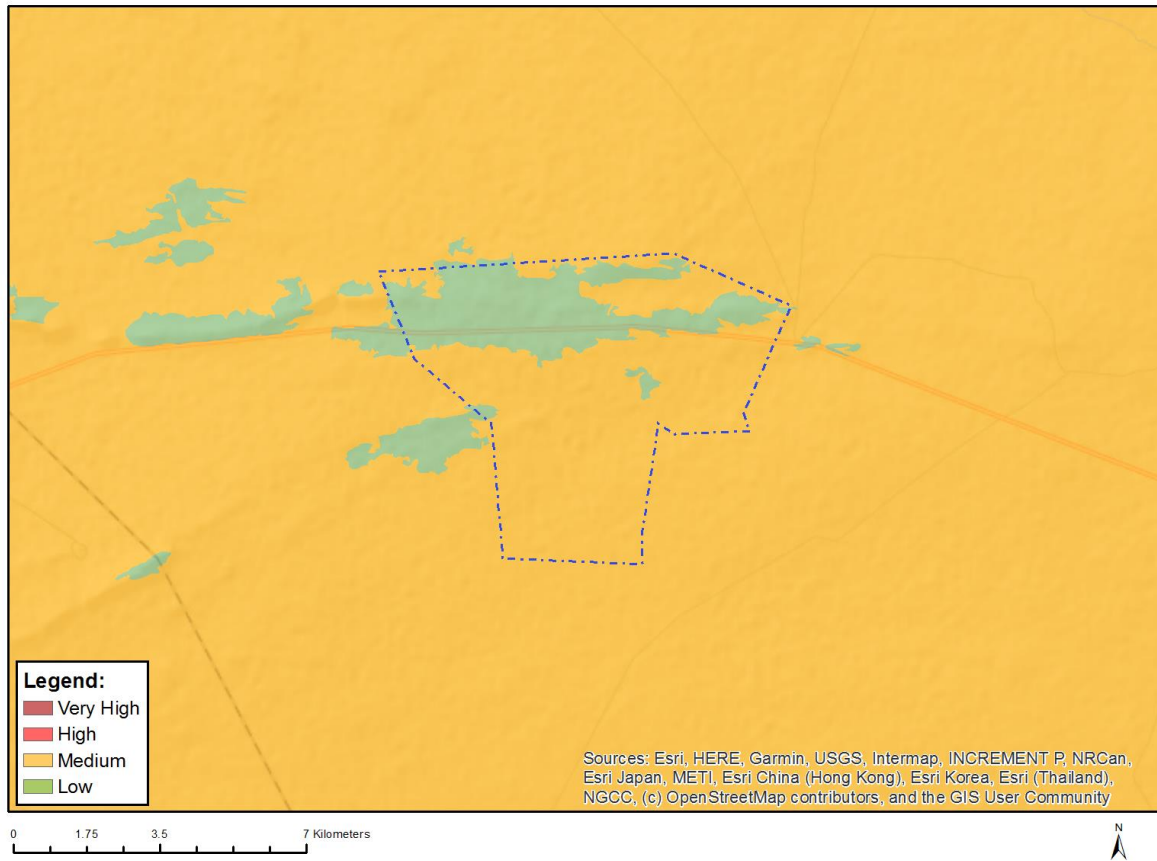 Legend:
Very High
High
Medium
Low
Sources: Esri, HERE, Garmin, USGS, Intermap, INCREMENT P, NRCan,
Esri Japan, METI, Esri China (Hong Kong), Esri Korea, Esri (Thailand),
NGCC, (c) OpenStreetMap contributors, and the GIS User Community
0 1.75 3.5 7 Kilometers
N